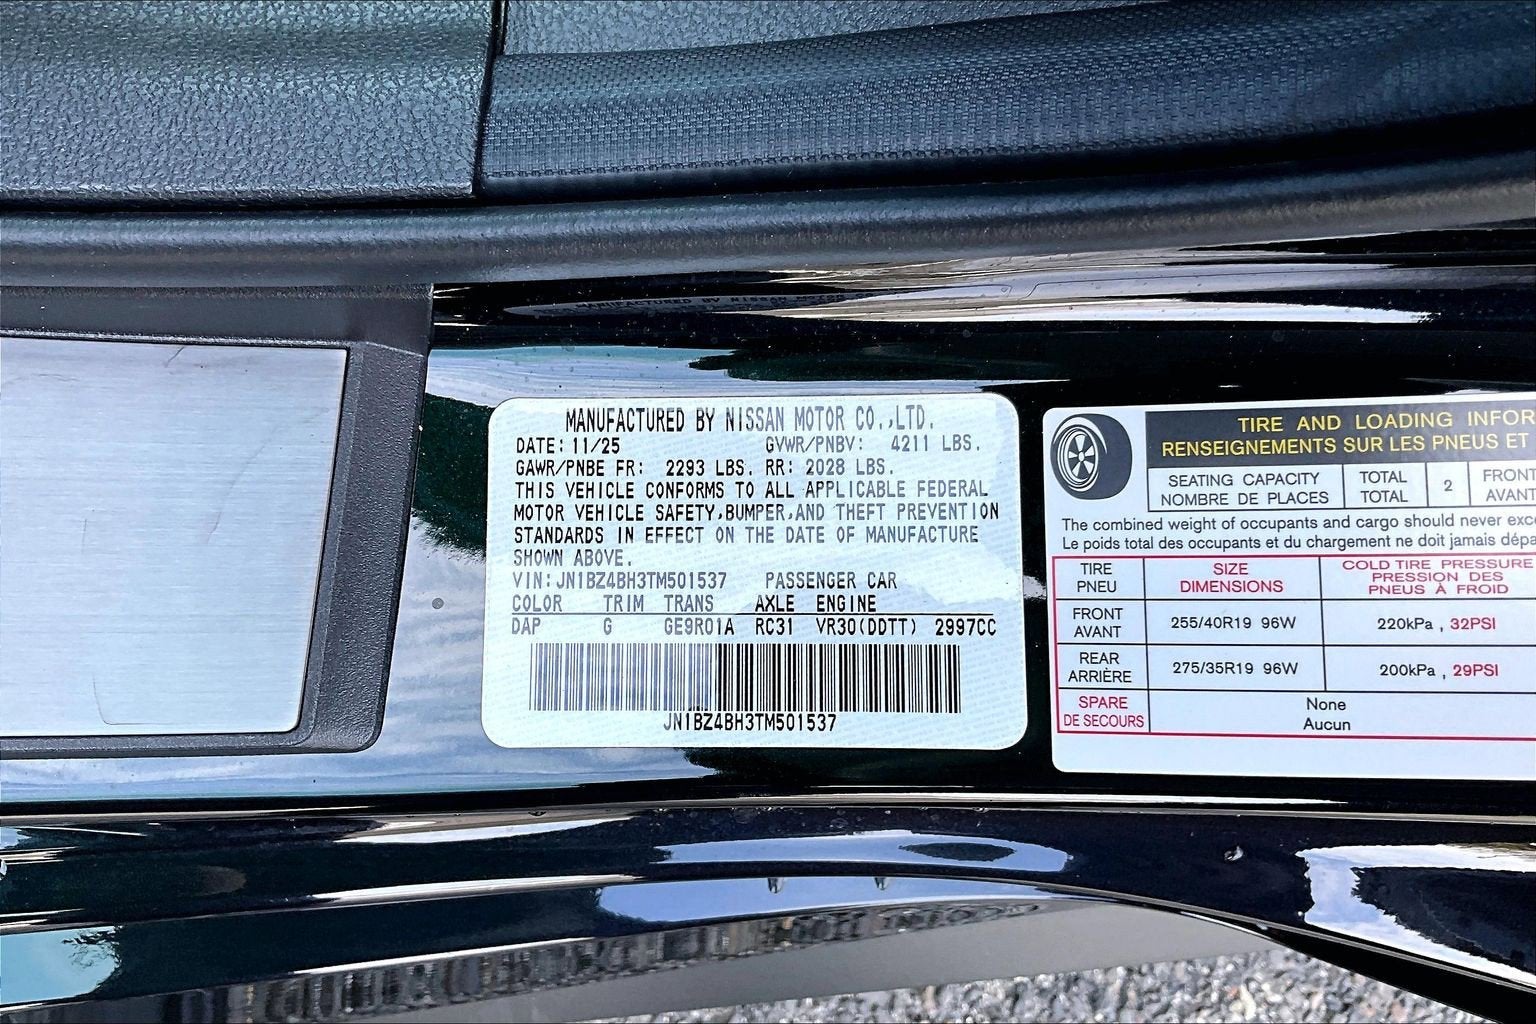 MANUFACTURED BY NISSAN MOTOR CO.,LTD.
DATE: 11/25 GVWR/PNBV: 4211 LBS.
GAWR/PNBE FR: 2293 LBS. RR: 2028 LBS.
THIS VEHICLE CONFORMS TO ALL APPLICABLE FEDERAL
MOTOR VEHICLE SAFETY,BUMPER,AND THEFT PREVENTION
STANDARDS IN EFFECT ON THE DATE OF MANUFACTURE
SHOWN ABOVE.
VIN: JN1BZ4BH3TM501537 PASSENGER CAR
COLOR TRIM TRANS AXLE ENGINE
DAP G GE9R01A RC31 VR30(DDTT) 2997CC
JN1BZ4BH3TM501537
TIRE AND LOADING INFOR
RENSEIGNEMENTS SUR LES PNEUS ET
SEATING CAPACITY TOTAL 2 FRONT
NOMBRE DE PLACES TOTAL AVANT
The combined weight of occupants and cargo should never exc
Le poids total des occupants et du chargement ne doit jamais dépa
TIRE SIZE COLD TIRE PRESSURE
PNEU DIMENSIONS PRESSION DES
PNEUS À FROID
FRONT 255/40R19 96W 220kPa , 32PSI
AVANT
REAR 275/35R19 96W 200kPa , 29PSI
ARRIÈRE
SPARE None
DE SECOURS Aucun